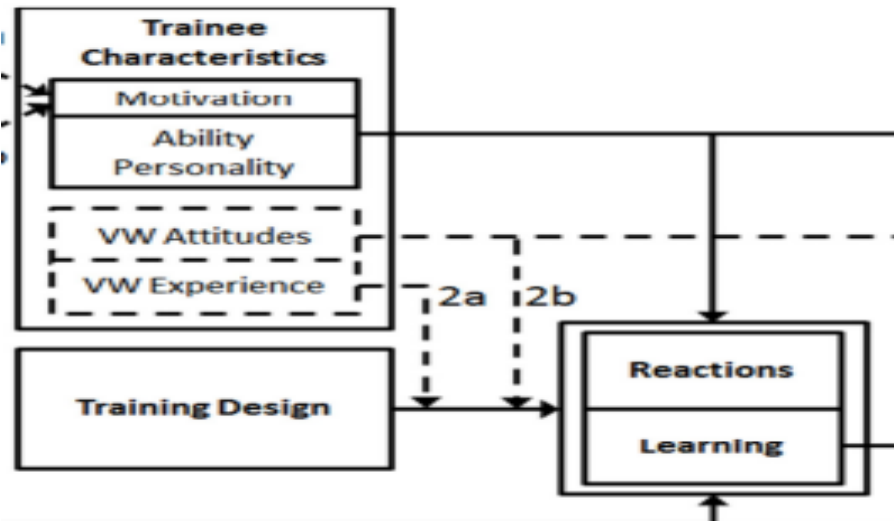 Trainee
Characteristics
Motivation
Ability
Personality
VW Attitudes
VW Experience
2a
2b
Reactions
Training Design
Learning